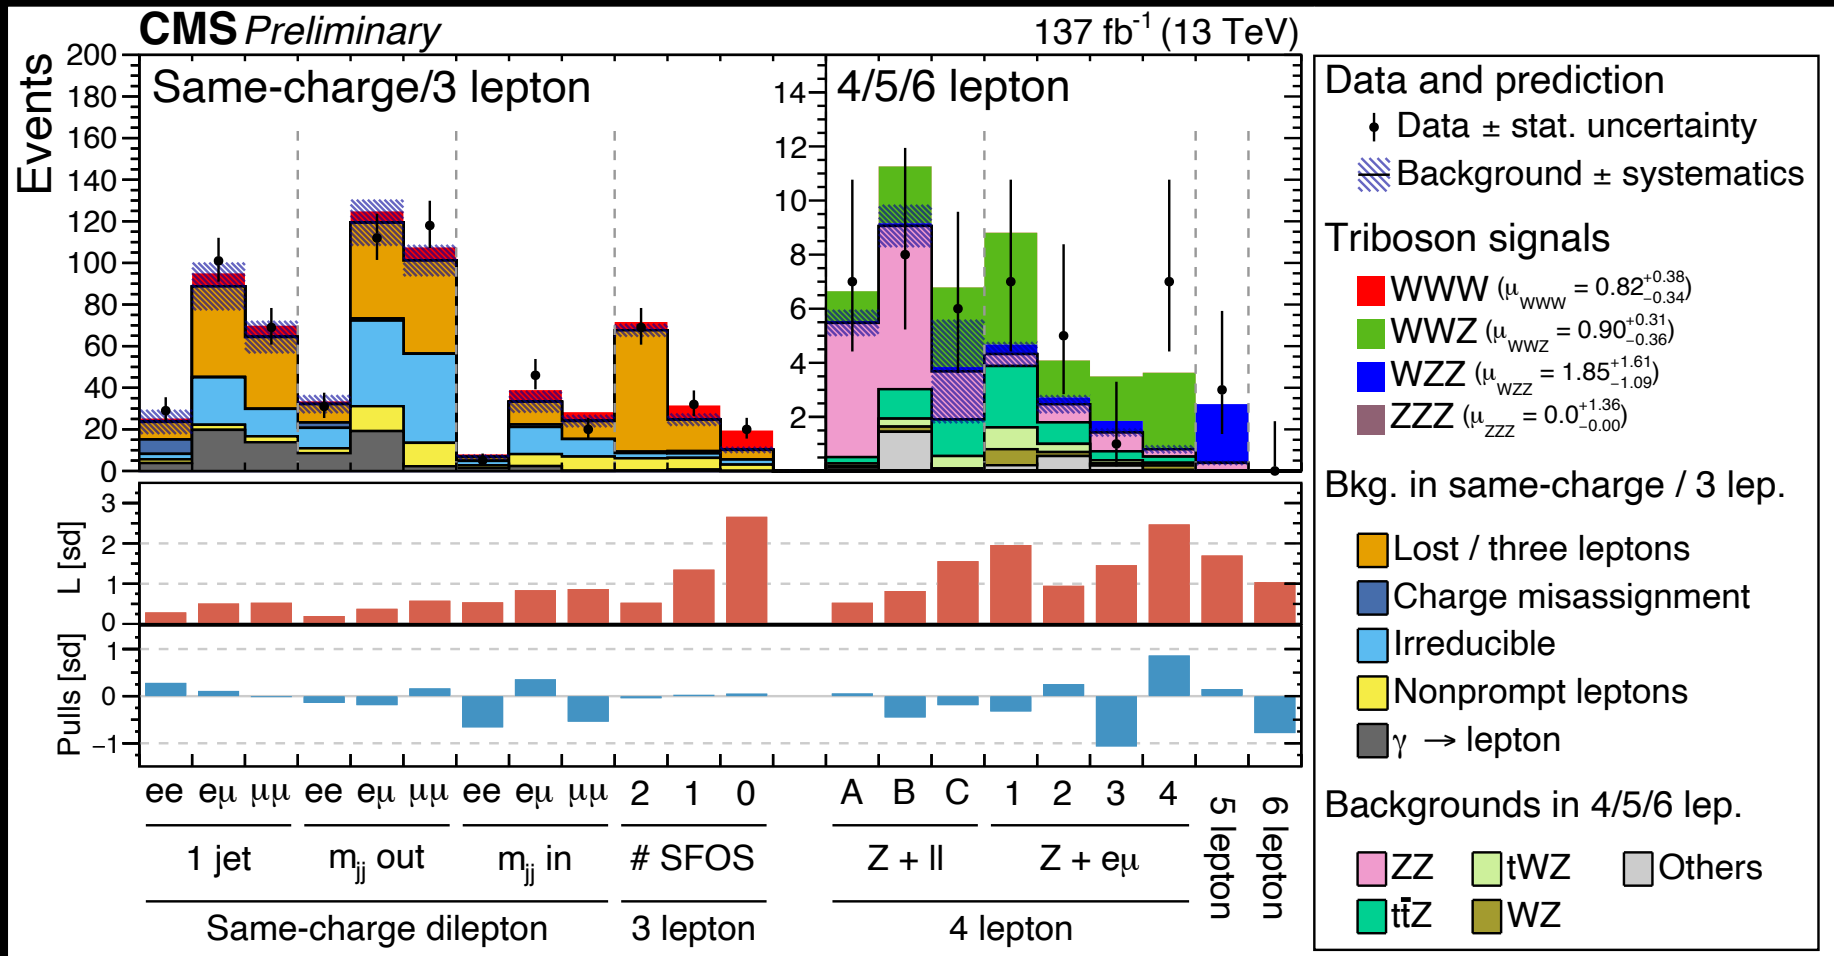 CMS Preliminary
137 fb⁻¹ (13 TeV)
Events
200
180
160
140
120
100
80
60
40
20
0
Same-charge/3 lepton
14
12
10
8
6
4
2
4/5/6 lepton
L [sd]
3
2
1
0
Pulls [sd]
1
0
−1
ee eμ μμ ee eμ μμ ee eμ μμ 2 1 0 A B C 1 2 3 4 5 lepton 6 lepton
1 jet m_jj out m_jj in # SFOS Z + ll Z + eμ
Same-charge dilepton 3 lepton 4 lepton
Data and prediction
Data ± stat. uncertainty
Background ± systematics
Triboson signals
WWW (μ_WWW = 0.82 +0.38 −0.34)
WWZ (μ_WWZ = 0.90 +0.31 −0.36)
WZZ (μ_WZZ = 1.85 +1.61 −1.09)
ZZZ (μ_ZZZ = 0.0 +1.36 −0.00)
Bkg. in same-charge / 3 lep.
Lost / three leptons
Charge misassignment
Irreducible
Nonprompt leptons
γ → lepton
Backgrounds in 4/5/6 lep.
ZZ tWZ Others
tt̄Z WZ